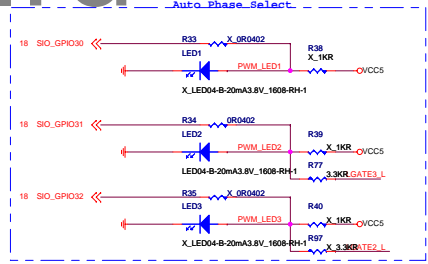 Auto Phase Select
18 SIO_GPIO30 R33 X_0R0402
LED1 R38
X_1KR
PWM_LED1 VCC5
X_LED04-B-20mA3.8V_1608-RH-1
18 SIO_GPIO31 R34 0R0402
LED2 R39
PWM_LED2 X_1KR VCC5
R77
LED04-B-20mA3.8V_1608-RH-1 3.3KR LGATE3_L
18 SIO_GPIO32 R35 X_0R0402
LED3 R40
PWM_LED3 X_1KR VCC5
R97
X_LED04-B-20mA3.8V_1608-RH-1 X_3.3KR